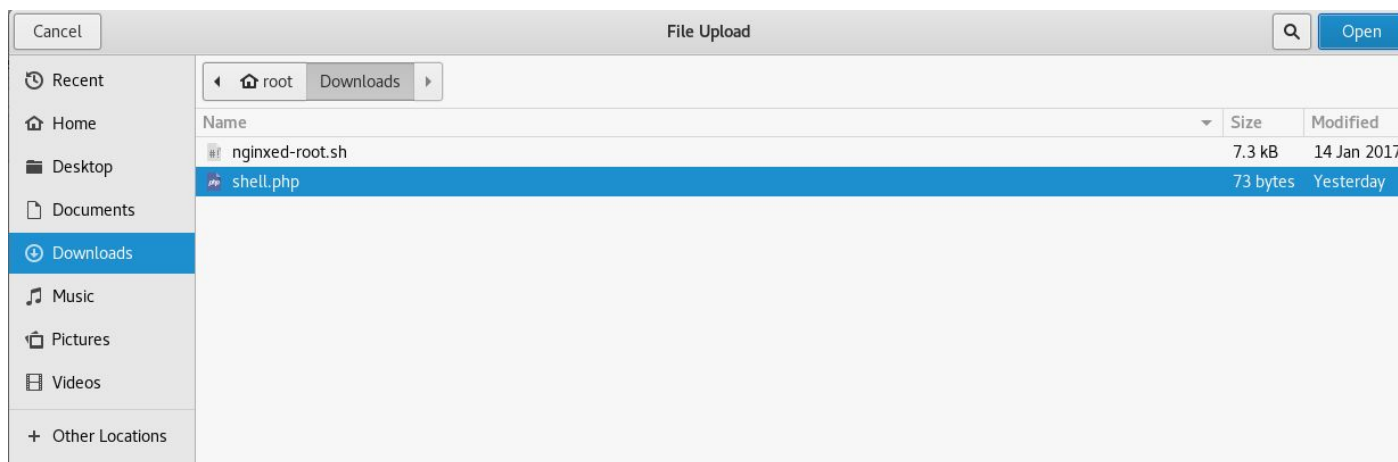 Cancel File Upload Open
Recent
Home
Desktop
Documents
Downloads
Music
Pictures
Videos
+ Other Locations
root Downloads
Name Size Modified
nginxed-root.sh 7.3 kB 14 Jan 2017
shell.php 73 bytes Yesterday